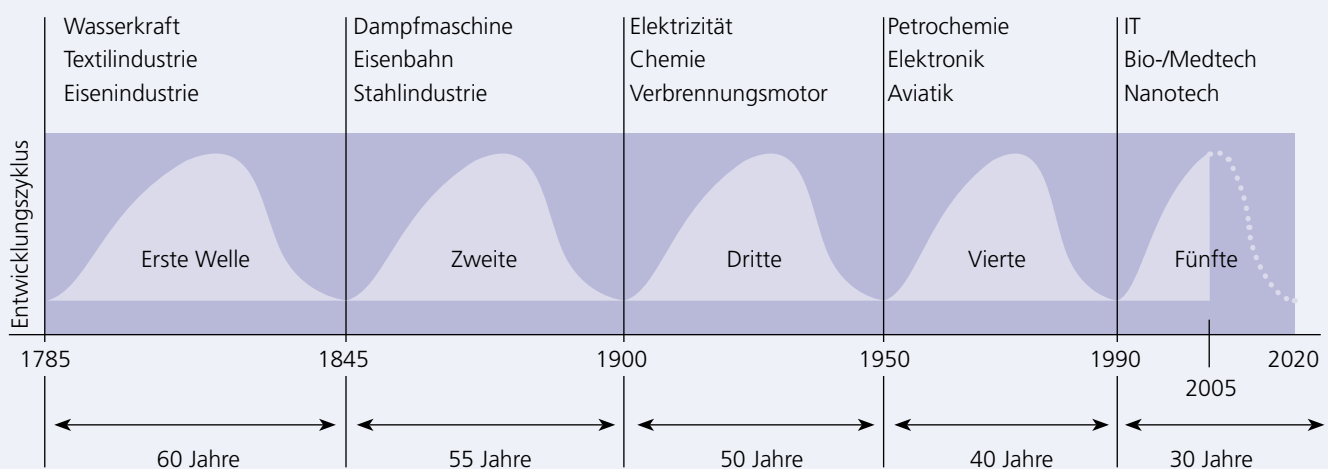 Wasserkraft
Textilindustrie
Eisenindustrie
Dampfmaschine
Eisenbahn
Stahlindustrie
Elektrizität
Chemie
Verbrennungsmotor
Petrochemie
Elektronik
Aviatik
IT
Bio-/Medtech
Nanotech
Entwicklungszyklus
Erste Welle
Zweite
Dritte
Vierte
Fünfte
1785
1845
1900
1950
1990
2005
2020
60 Jahre
55 Jahre
50 Jahre
40 Jahre
30 Jahre